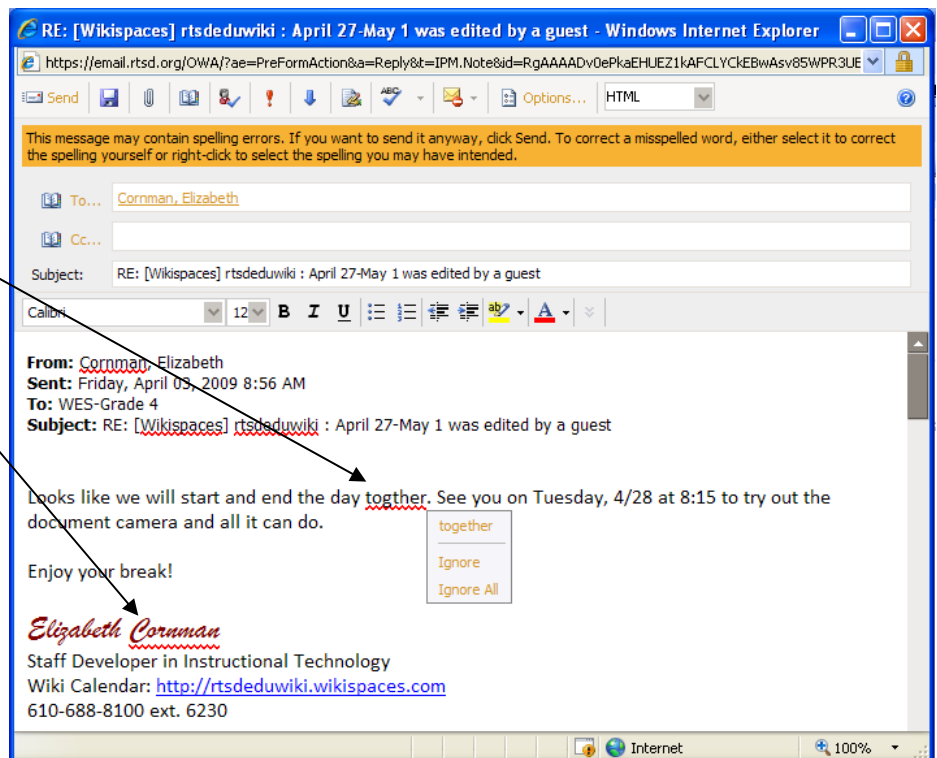 RE: [Wikispaces] rtsdeduwiki : April 27-May 1 was edited by a guest - Windows Internet Explorer
https://email.rtsd.org/OWA/?ae=PreFormAction&a=Reply&t=IPM.Note&id=RgAAAADv0ePkaEHUEZ1kAFCLYCkEBwAsv85WPR3UE
Send ABC Options... HTML
This message may contain spelling errors. If you want to send it anyway, click Send. To correct a misspelled word, either select it to correct
the spelling yourself or right-click to select the spelling you may have intended.
To... Cornman, Elizabeth
Cc...
Subject: RE: [Wikispaces] rtsdeduwiki : April 27-May 1 was edited by a guest
Calibri 12 B I U ab A
From: Cornman, Elizabeth
Sent: Friday, April 03, 2009 8:56 AM
To: WES-Grade 4
Subject: RE: [Wikispaces] rtsdeduwiki : April 27-May 1 was edited by a guest
Looks like we will start and end the day togther. See you on Tuesday, 4/28 at 8:15 to try out the
document camera and all it can do.
together
Ignore
Ignore All
Enjoy your break!
Elizabeth Cornman
Staff Developer in Instructional Technology
Wiki Calendar: http://rtsdeduwiki.wikispaces.com
610-688-8100 ext. 6230
Internet 100%